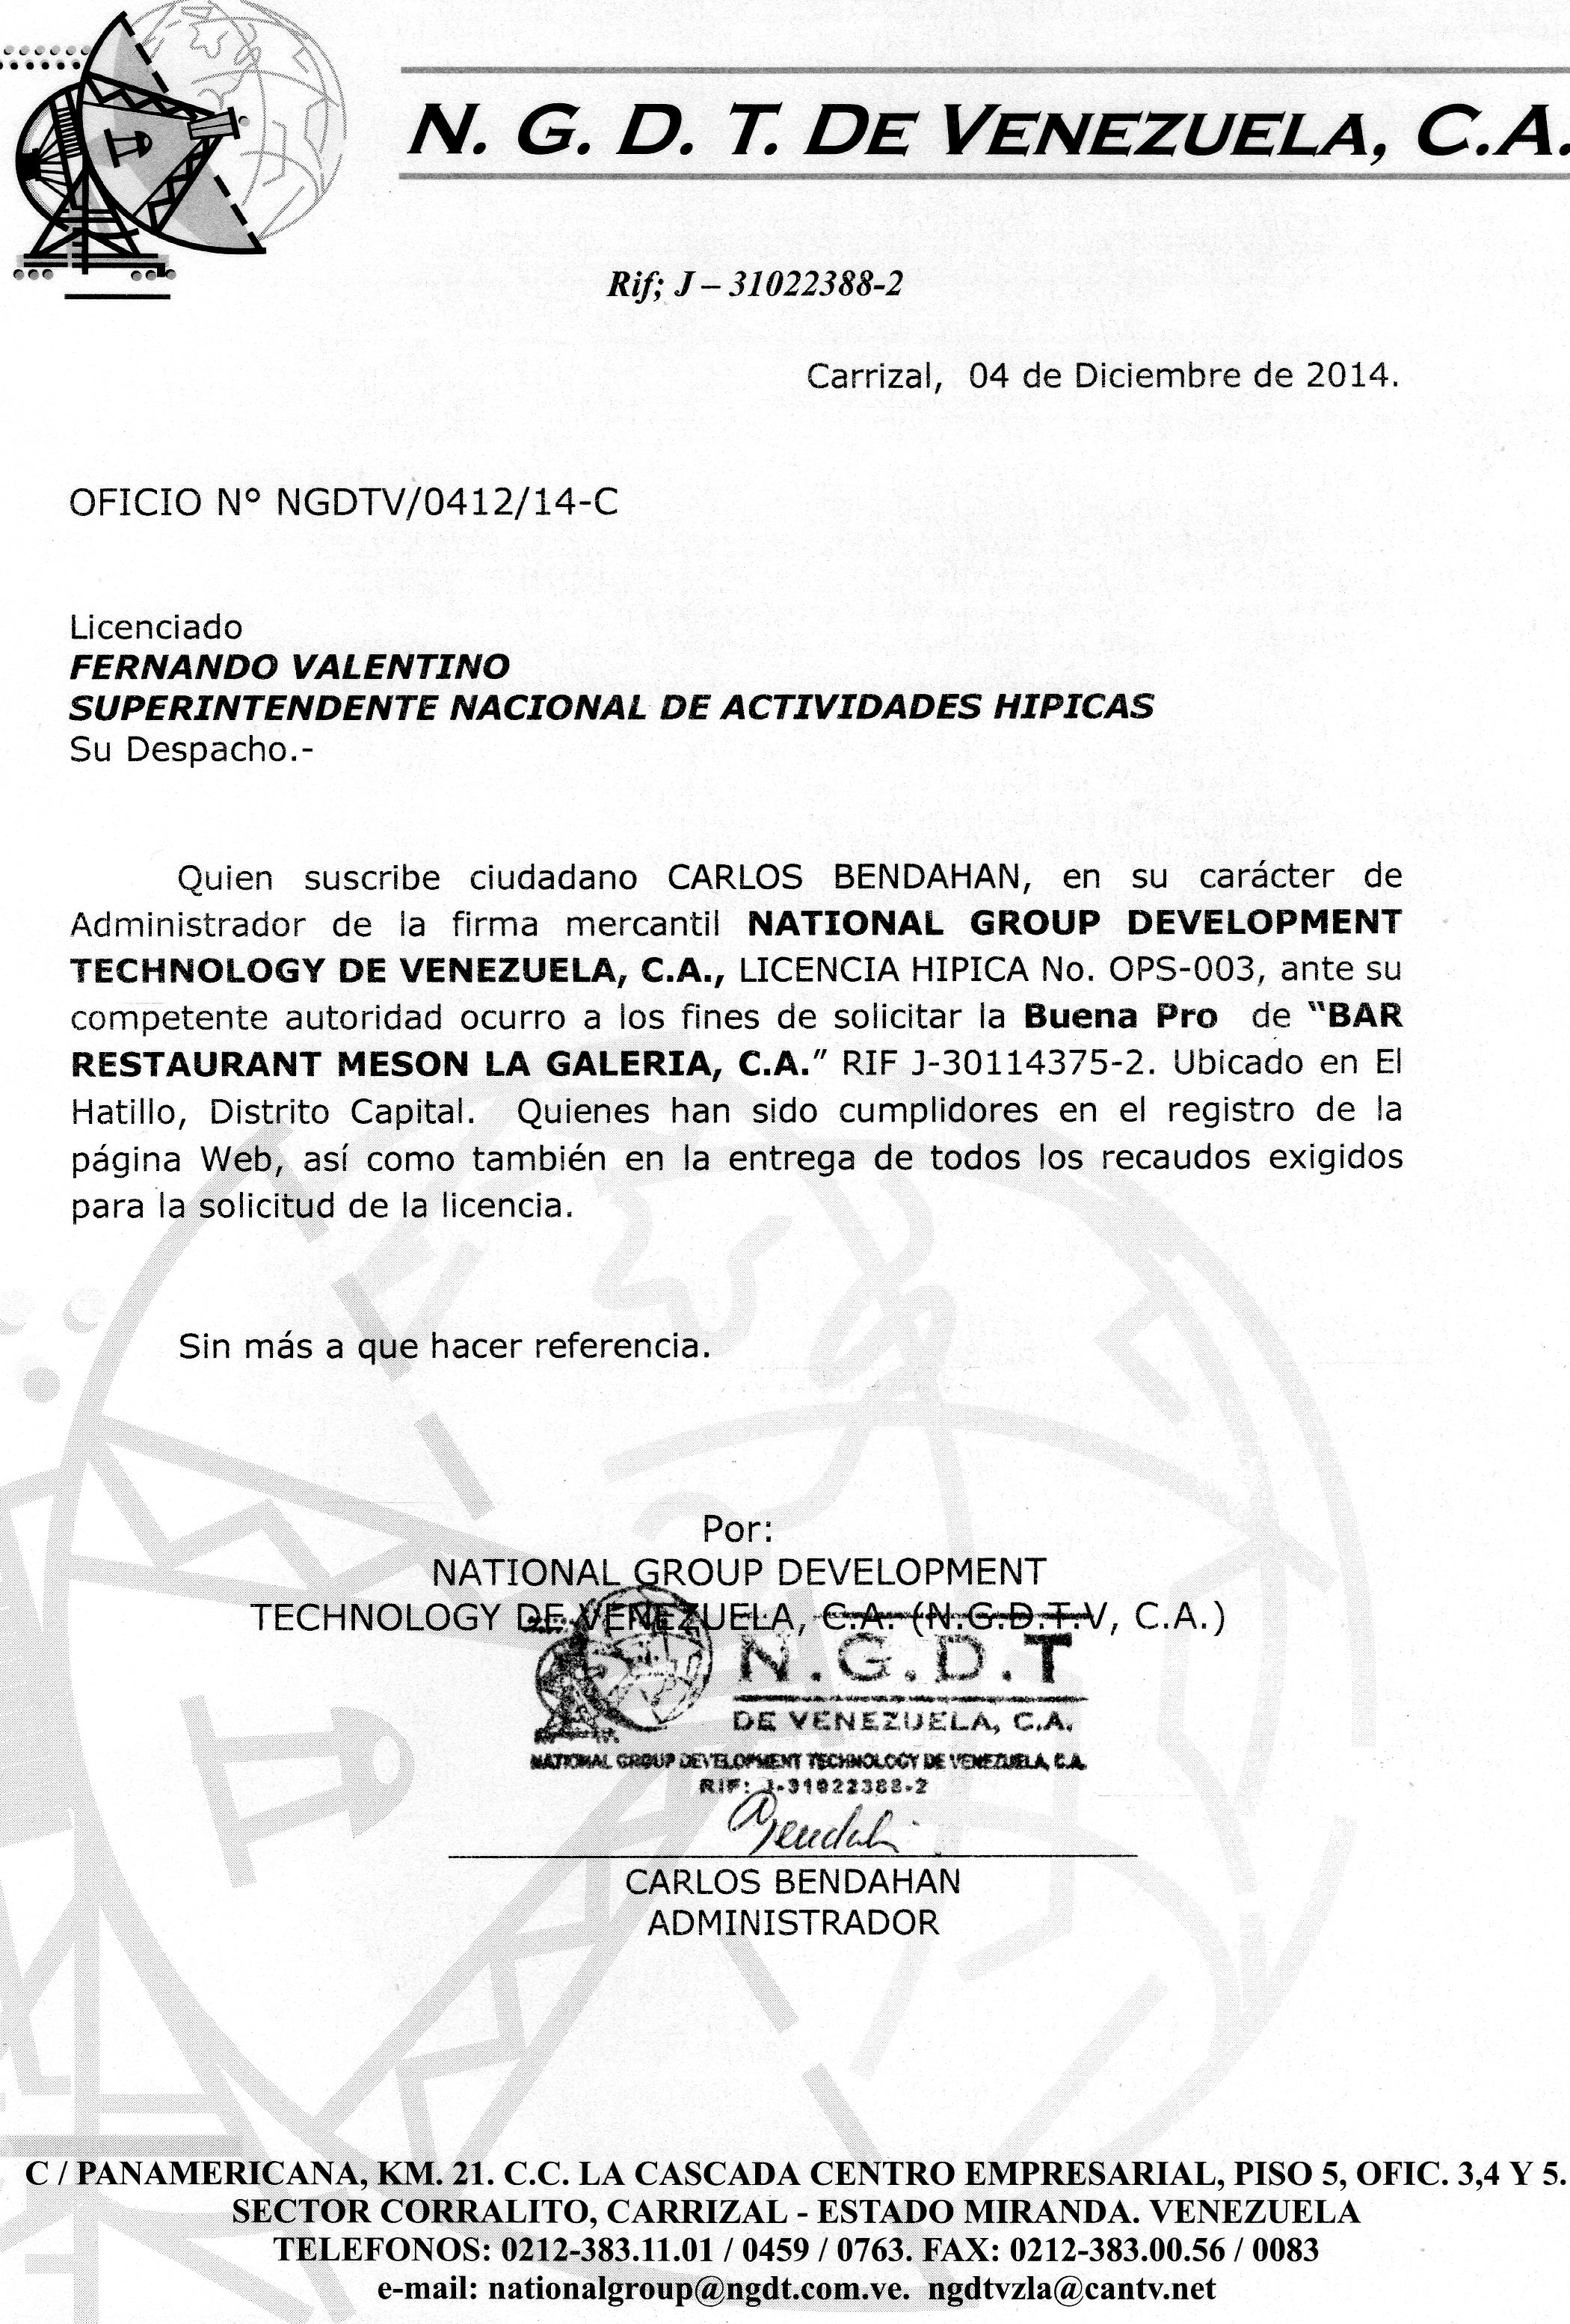 N. G. D. T. DE VENEZUELA, C.A.
Rif; J – 31022388-2
Carrizal, 04 de Diciembre de 2014.
OFICIO Nº NGDTV/0412/14-C
Licenciado
FERNANDO VALENTINO
SUPERINTENDENTE NACIONAL DE ACTIVIDADES HIPICAS
Su Despacho.-
Quien suscribe ciudadano CARLOS BENDAHAN, en su carácter de
Administrador de la firma mercantil NATIONAL GROUP DEVELOPMENT
TECHNOLOGY DE VENEZUELA, C.A., LICENCIA HIPICA No. OPS-003, ante su
competente autoridad ocurro a los fines de solicitar la Buena Pro de “BAR
RESTAURANT MESON LA GALERIA, C.A.” RIF J-30114375-2. Ubicado en El
Hatillo, Distrito Capital. Quienes han sido cumplidores en el registro de la
página Web, así como también en la entrega de todos los recaudos exigidos
para la solicitud de la licencia.
Sin más a que hacer referencia.
Por:
NATIONAL GROUP DEVELOPMENT
TECHNOLOGY DE VENEZUELA, C.A. (N.G.D.T.V, C.A.)
N.G.D.T
DE VENEZUELA, C.A.
NATIONAL GROUP DEVELOPMENT TECHNOLOGY DE VENEZUELA, C.A.
RIF: J-31022388-2
Bendahan
CARLOS BENDAHAN
ADMINISTRADOR
C / PANAMERICANA, KM. 21. C.C. LA CASCADA CENTRO EMPRESARIAL, PISO 5, OFIC. 3,4 Y 5.
SECTOR CORRALITO, CARRIZAL - ESTADO MIRANDA. VENEZUELA
TELEFONOS: 0212-383.11.01 / 0459 / 0763. FAX: 0212-383.00.56 / 0083
e-mail: nationalgroup@ngdt.com.ve. ngdtvzla@cantv.net